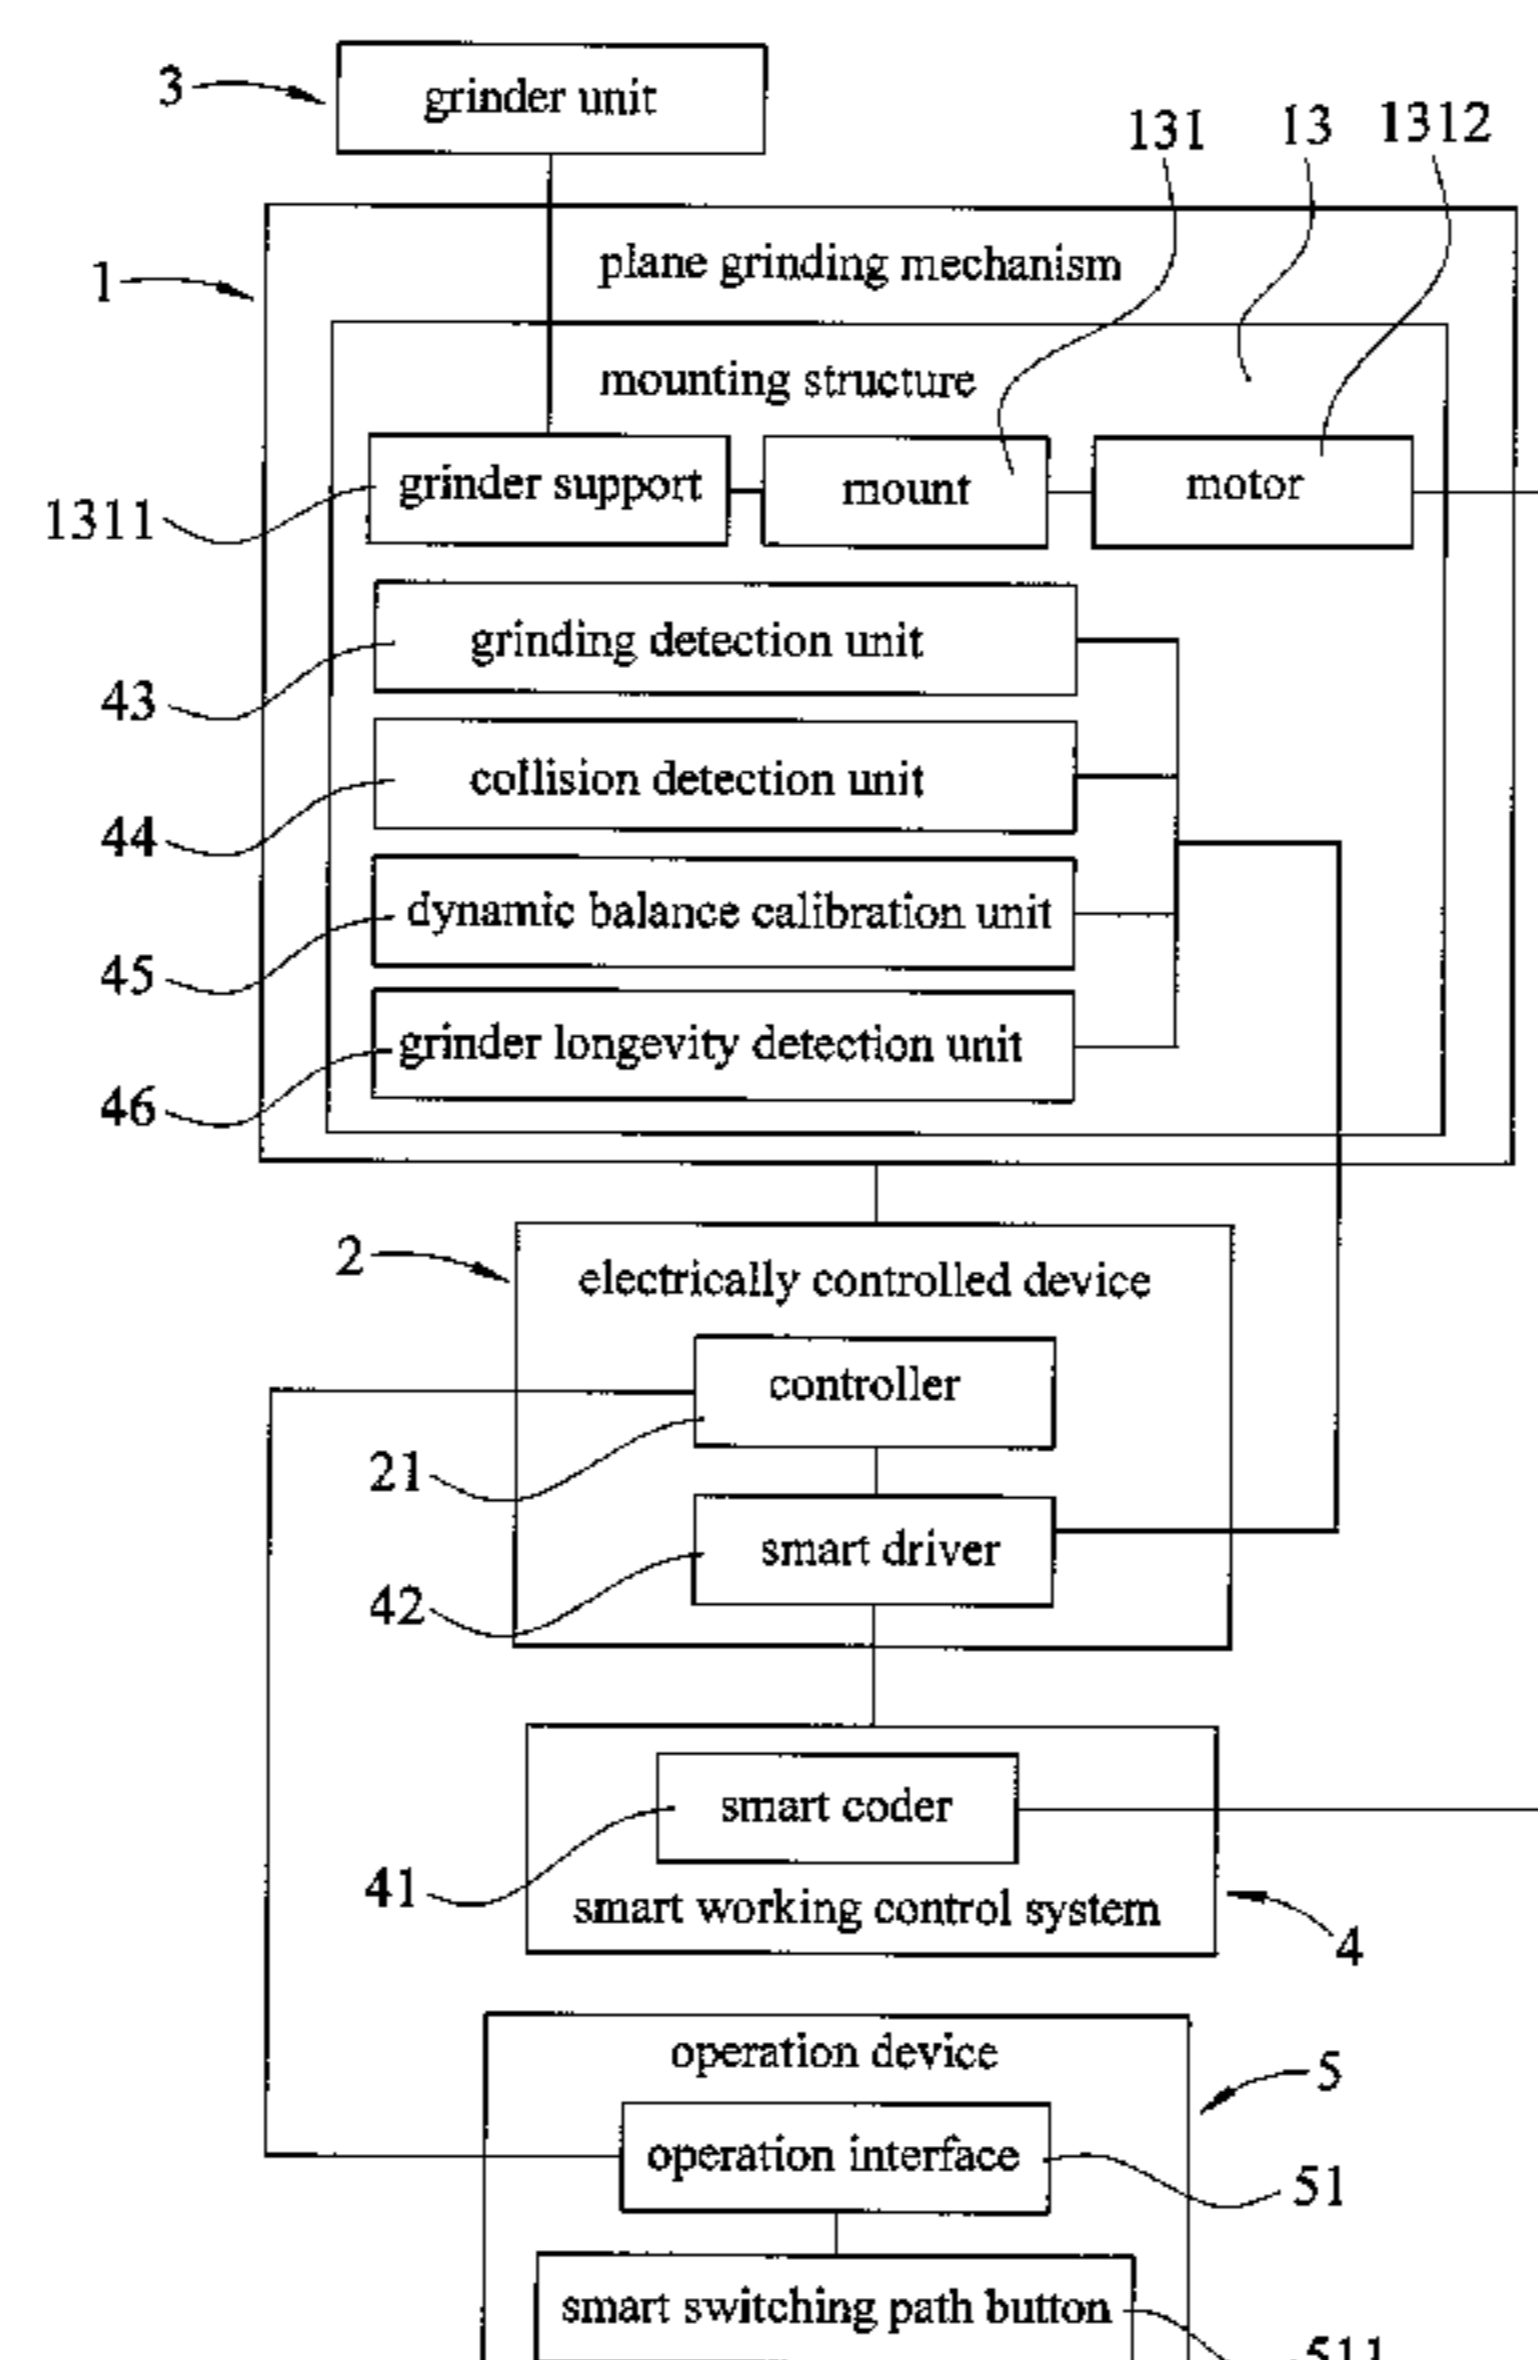 3
grinder unit
131
13
1312
1
plane grinding mechanism
mounting structure
1311
grinder support
mount
motor
43
grinding detection unit
44
collision detection unit
45
dynamic balance calibration unit
46
grinder longevity detection unit
2
electrically controlled device
controller
21
smart driver
42
smart coder
41
smart working control system
4
operation device
5
operation interface
51
smart switching path button
511